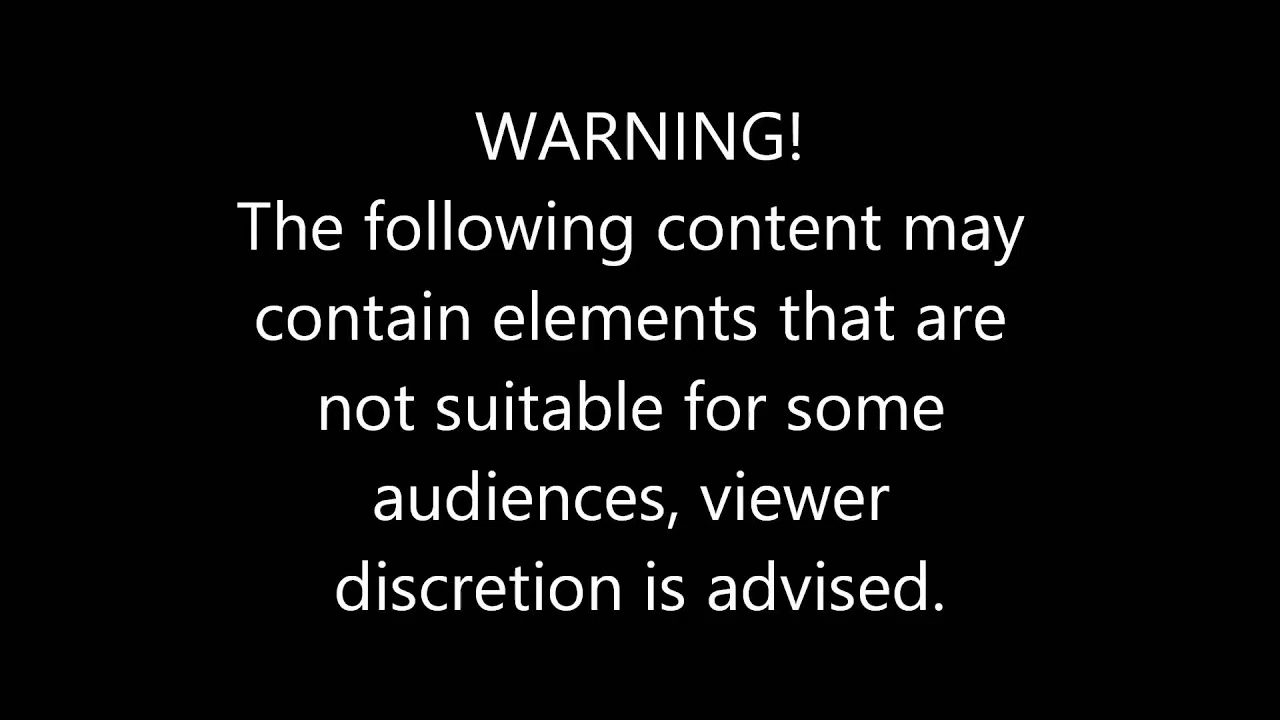 WARNING!
The following content may
contain elements that are
not suitable for some
audiences, viewer
discretion is advised.